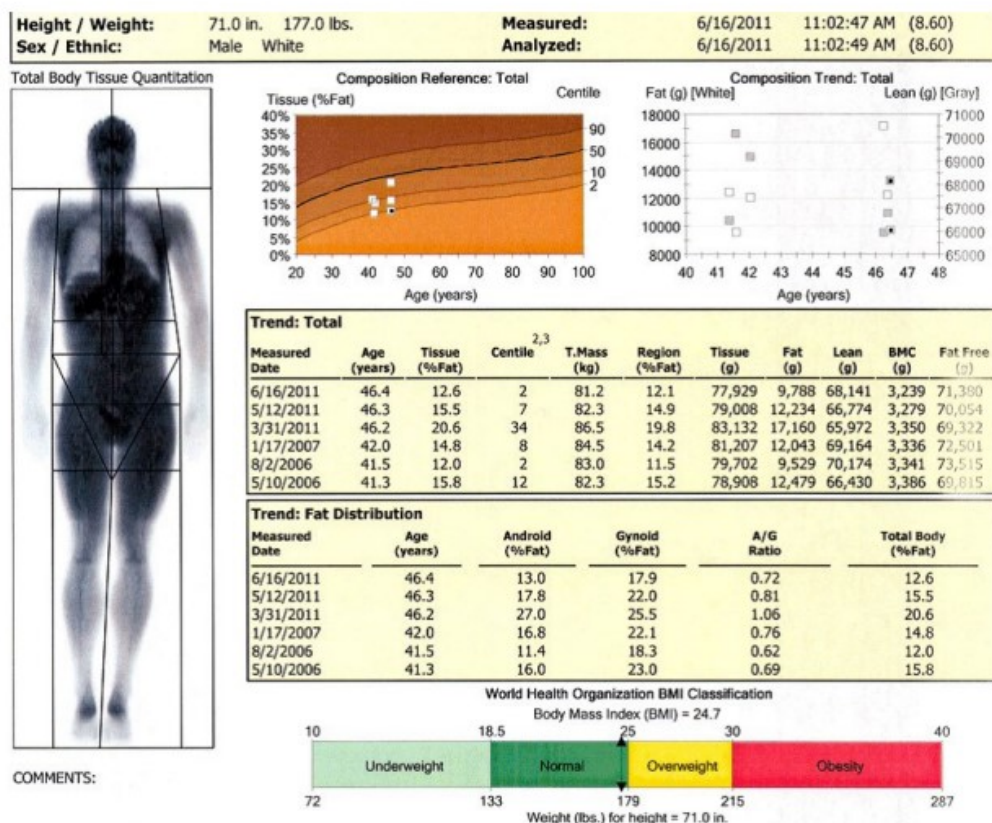 Height / Weight: 71.0 in. 177.0 lbs. Measured: 6/16/2011 11:02:47 AM (8.60)
Sex / Ethnic: Male White Analyzed: 6/16/2011 11:02:49 AM (8.60)
Total Body Tissue Quantitation
COMMENTS:
Composition Reference: Total
Tissue (%Fat) Centile
40%
35%
30%
25%
20%
15%
10%
5%
0%
90
50
10
2
20 30 40 50 60 70 80 90 100
Age (years)
Composition Trend: Total
Fat (g) [White] Lean (g) [Gray]
18000
16000
14000
12000
10000
8000
71000
70000
69000
68000
67000
66000
65000
40 41 42 43 44 45 46 47 48
Age (years)
Trend: Total
2,3
Measured Age Tissue Centile T.Mass Region Tissue Fat Lean BMC Fat Free
Date (years) (%Fat) (kg) (%Fat) (g) (g) (g) (g) (g)
6/16/2011 46.4 12.6 2 81.2 12.1 77,929 9,788 68,141 3,239 71,380
5/12/2011 46.3 15.5 7 82.3 14.9 79,008 12,234 66,774 3,279 70,054
3/31/2011 46.2 20.6 34 86.5 19.8 83,132 17,160 65,972 3,350 69,322
1/17/2007 42.0 14.8 8 84.5 14.2 81,207 12,043 69,164 3,336 72,501
8/2/2006 41.5 12.0 2 83.0 11.5 79,702 9,529 70,174 3,341 73,515
5/10/2006 41.3 15.8 12 82.3 15.2 78,908 12,479 66,430 3,386 69,815
Trend: Fat Distribution
Measured Age Android Gynoid A/G Total Body
Date (years) (%Fat) (%Fat) Ratio (%Fat)
6/16/2011 46.4 13.0 17.9 0.72 12.6
5/12/2011 46.3 17.8 22.0 0.81 15.5
3/31/2011 46.2 27.0 25.5 1.06 20.6
1/17/2007 42.0 16.8 22.1 0.76 14.8
8/2/2006 41.5 11.4 18.3 0.62 12.0
5/10/2006 41.3 16.0 23.0 0.69 15.8
World Health Organization BMI Classification
Body Mass Index (BMI) = 24.7
10 18.5 25 30 40
Underweight Normal Overweight Obesity
72 133 179 215 287
Weight (lbs.) for height = 71.0 in.